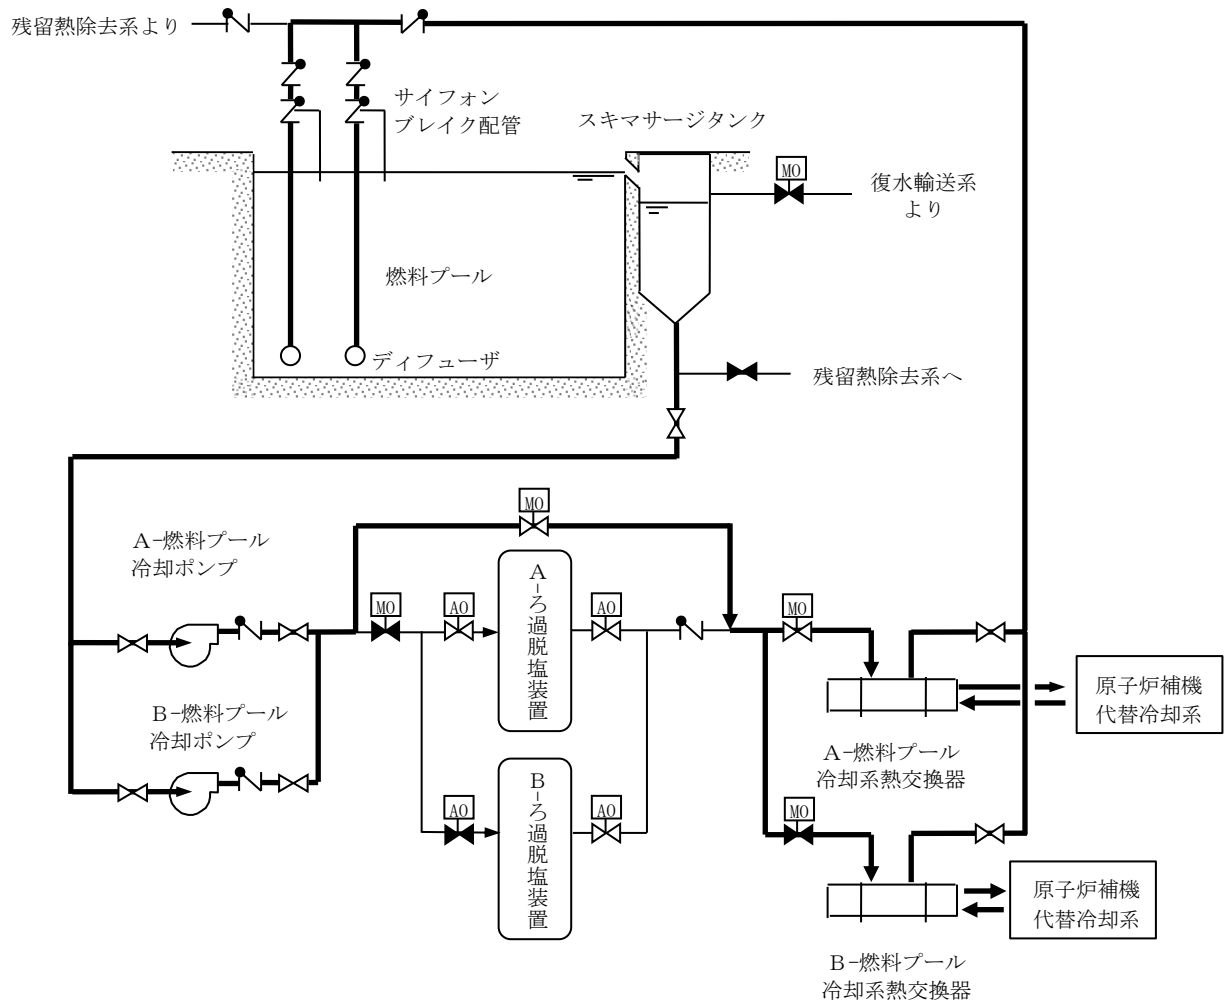 残留熱除去系より
サイフォン
ブレイク配管
スキマサージタンク
MO
復水輸送系
より
燃料プール
ディフューザ
残留熱除去系へ
MO
A-燃料プール
冷却ポンプ
MO
AO
A-ろ過脱塩装置
AO
MO
原子炉補機
代替冷却系
B-燃料プール
冷却ポンプ
A-燃料プール
冷却系熱交換器
AO
B-ろ過脱塩装置
AO
MO
原子炉補機
代替冷却系
B-燃料プール
冷却系熱交換器